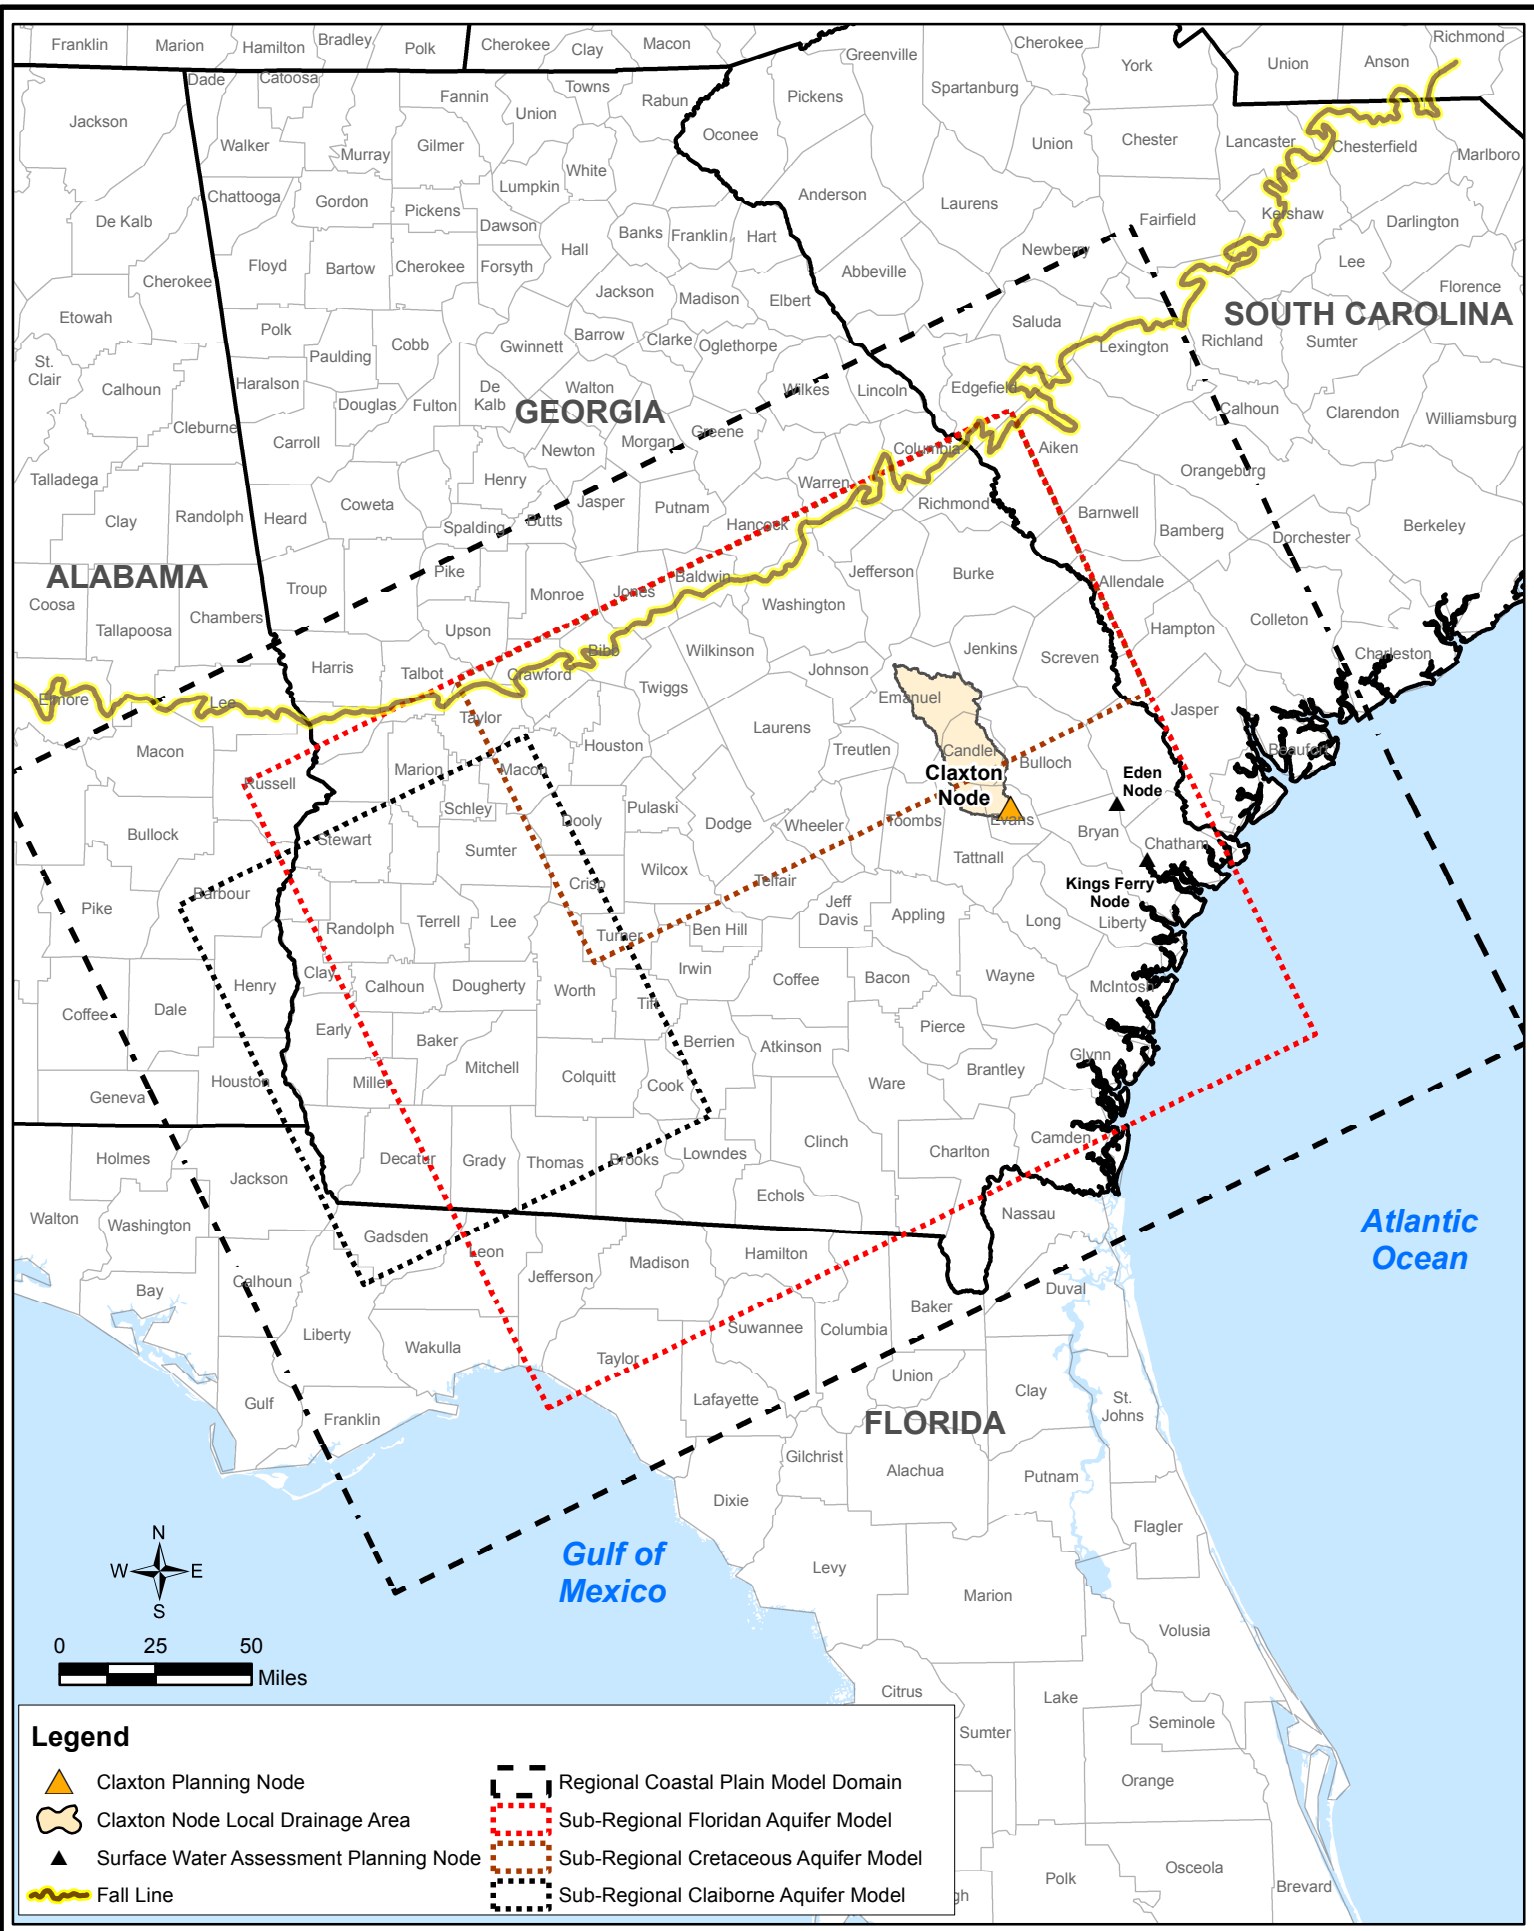 Franklin
Marion
Hamilton
Bradley
Polk
Cherokee
Clay
Macon
Greenville
Cherokee
York
Union
Anson
Richmond
Dade
Catoosa
Fannin
Towns
Union
Rabun
Pickens
Spartanburg
Jackson
Walker
Murray
Gilmer
White
Oconee
Union
Chester
Lancaster
Chesterfield
Marlboro
Chattooga
Gordon
Pickens
Lumpkin
Dawson
Anderson
Laurens
Fairfield
Kershaw
Darlington
De Kalb
Cherokee
Floyd
Bartow
Cherokee
Forsyth
Hall
Banks
Franklin
Hart
Abbeville
Newberry
Lee
Florence
Etowah
Polk
Paulding
Cobb
Gwinnett
Jackson
Barrow
Madison
Clarke
Oglethorpe
Elbert
Saluda
Lexington
Richland
SOUTH CAROLINA
Sumter
St.
Clair
Calhoun
Haralson
Douglas
Fulton
De
Kalb
Walton
GEORGIA
Wilkes
Lincoln
Edgefield
Calhoun
Clarendon
Williamsburg
Cleburne
Carroll
Newton
Morgan
Greene
Columbia
Aiken
Orangeburg
Talladega
Clay
Randolph
Heard
Coweta
Henry
Spalding
Butts
Jasper
Putnam
Hancock
Warren
Richmond
Barnwell
Bamberg
Dorchester
Berkeley
ALABAMA
Coosa
Tallapoosa
Chambers
Troup
Pike
Monroe
Jones
Baldwin
Washington
Jefferson
Burke
Allendale
Hampton
Colleton
Charleston
Elmore
Lee
Harris
Talbot
Upson
Crawford
Bibb
Twiggs
Wilkinson
Johnson
Emanuel
Jenkins
Screven
Jasper
Beaufort
Macon
Russell
Taylor
Marion
Macon
Houston
Laurens
Treutlen
Candler
Bulloch
Claxton
Node
Eden
Node
Bullock
Stewart
Schley
Sumter
Dooly
Pulaski
Dodge
Wheeler
Toombs
Evans
Tattnall
Bryan
Chatham
Kings Ferry
Node
Pike
Barbour
Randolph
Terrell
Lee
Crisp
Wilcox
Telfair
Turner
Ben Hill
Jeff
Davis
Appling
Long
Liberty
Coffee
Dale
Henry
Clay
Calhoun
Dougherty
Worth
Tift
Irwin
Coffee
Bacon
Wayne
McIntosh
Early
Baker
Mitchell
Berrien
Atkinson
Pierce
Geneva
Houston
Miller
Colquitt
Cook
Ware
Brantley
Glynn
Holmes
Jackson
Decatur
Grady
Thomas
Brooks
Lowndes
Clinch
Echols
Charlton
Camden
Walton
Washington
Gadsden
Leon
Jefferson
Madison
Hamilton
Nassau
Atlantic
Ocean
Bay
Calhoun
Liberty
Wakulla
Taylor
Suwannee
Columbia
Baker
Duval
Gulf
Franklin
Lafayette
Union
Clay
St.
Johns
FLORIDA
Gilchrist
Alachua
Putnam
Dixie
Flagler
Gulf of
Mexico
Levy
Marion
Volusia
N
W
E
S
0
25
50
Miles
Citrus
Lake
Sumter
Seminole
Orange
Polk
Osceola
Brevard
gh
Legend
Claxton Planning Node
Claxton Node Local Drainage Area
Surface Water Assessment Planning Node
Fall Line
Regional Coastal Plain Model Domain
Sub-Regional Floridan Aquifer Model
Sub-Regional Cretaceous Aquifer Model
Sub-Regional Claiborne Aquifer Model